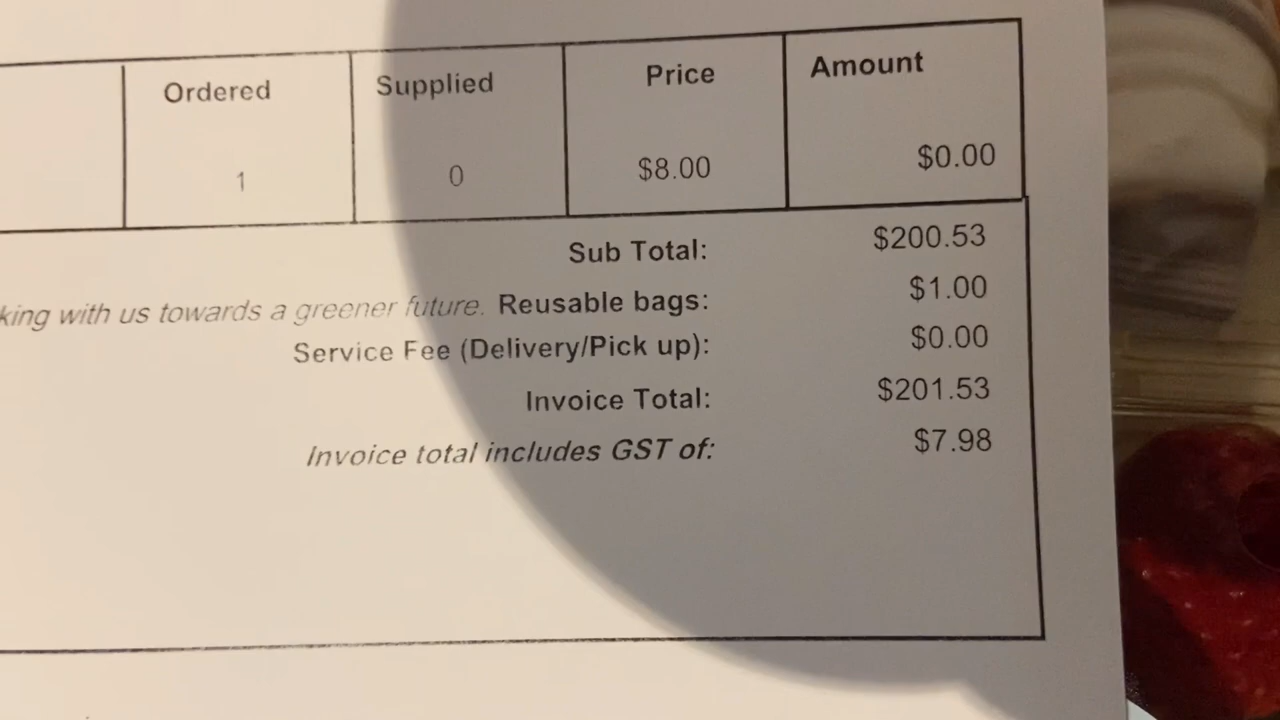 Ordered Supplied Price Amount
1 0 $8.00 $0.00
Sub Total: $200.53
with us towards a greener future. Reusable bags: $1.00
Service Fee (Delivery/Pick up): $0.00
Invoice Total: $201.53
Invoice total includes GST of: $7.98